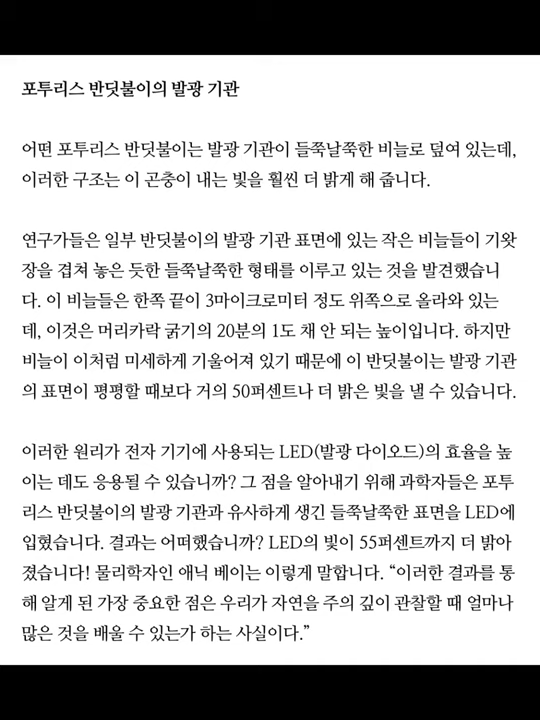 포투리스 반딧불이의 발광 기관
어떤 포투리스 반딧불이는 발광 기관이 들쭉날쭉한 비늘로 덮여 있는데,
이러한 구조는 이 곤충이 내는 빛을 훨씬 더 밝게 해 줍니다.
연구가들은 일부 반딧불이의 발광 기관 표면에 있는 작은 비늘들이 기왓
장을 겹쳐 놓은 듯한 들쭉날쭉한 형태를 이루고 있는 것을 발견했습니
다. 이 비늘들은 한쪽 끝이 3마이크로미터 정도 위쪽으로 올라와 있는
데, 이것은 머리카락 굵기의 20분의 1도 채 안 되는 높이입니다. 하지만
비늘이 이처럼 미세하게 기울어져 있기 때문에 이 반딧불이는 발광 기관
의 표면이 평평할 때보다 거의 50퍼센트나 더 밝은 빛을 낼 수 있습니다.
이러한 원리가 전자 기기에 사용되는 LED(발광 다이오드)의 효율을 높
이는 데도 응용될 수 있습니까? 그 점을 알아내기 위해 과학자들은 포투
리스 반딧불이의 발광 기관과 유사하게 생긴 들쭉날쭉한 표면을 LED에
입혔습니다. 결과는 어떠했습니까? LED의 빛이 55퍼센트까지 더 밝아
졌습니다! 물리학자인 애닉 베이는 이렇게 말합니다. “이러한 결과를 통
해 알게 된 가장 중요한 점은 우리가 자연을 주의 깊이 관찰할 때 얼마나
많은 것을 배울 수 있는가 하는 사실이다.”